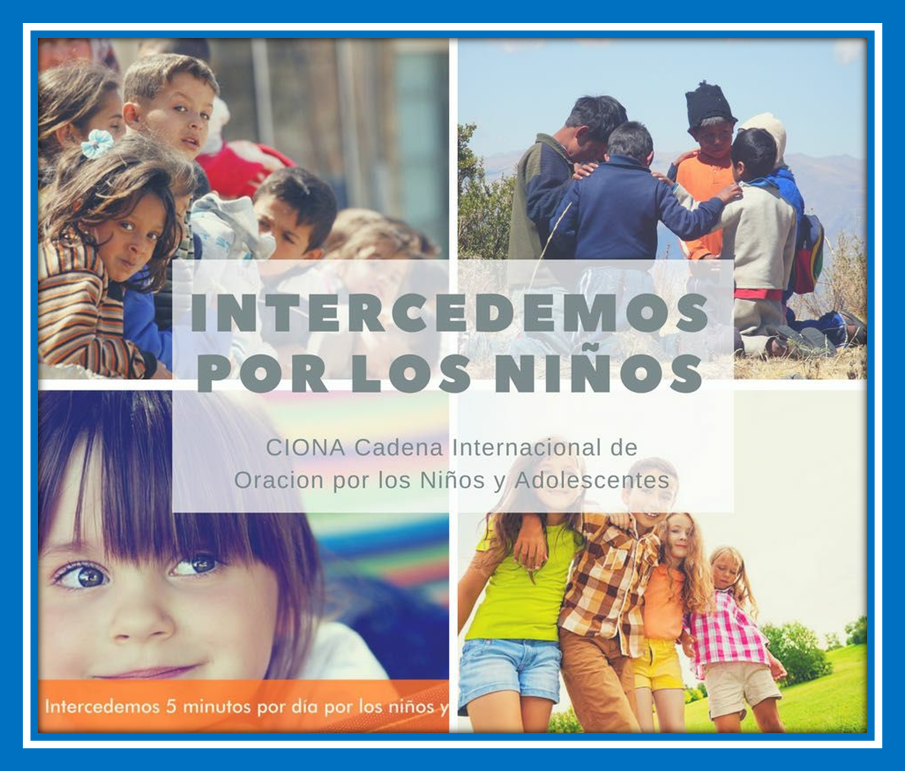 INTERCEDEMOS
POR LOS NIÑOS
CIONA Cadena Internacional de
Oracion por los Niños y Adolescentes
Intercedemos 5 minutos por día por los niños y